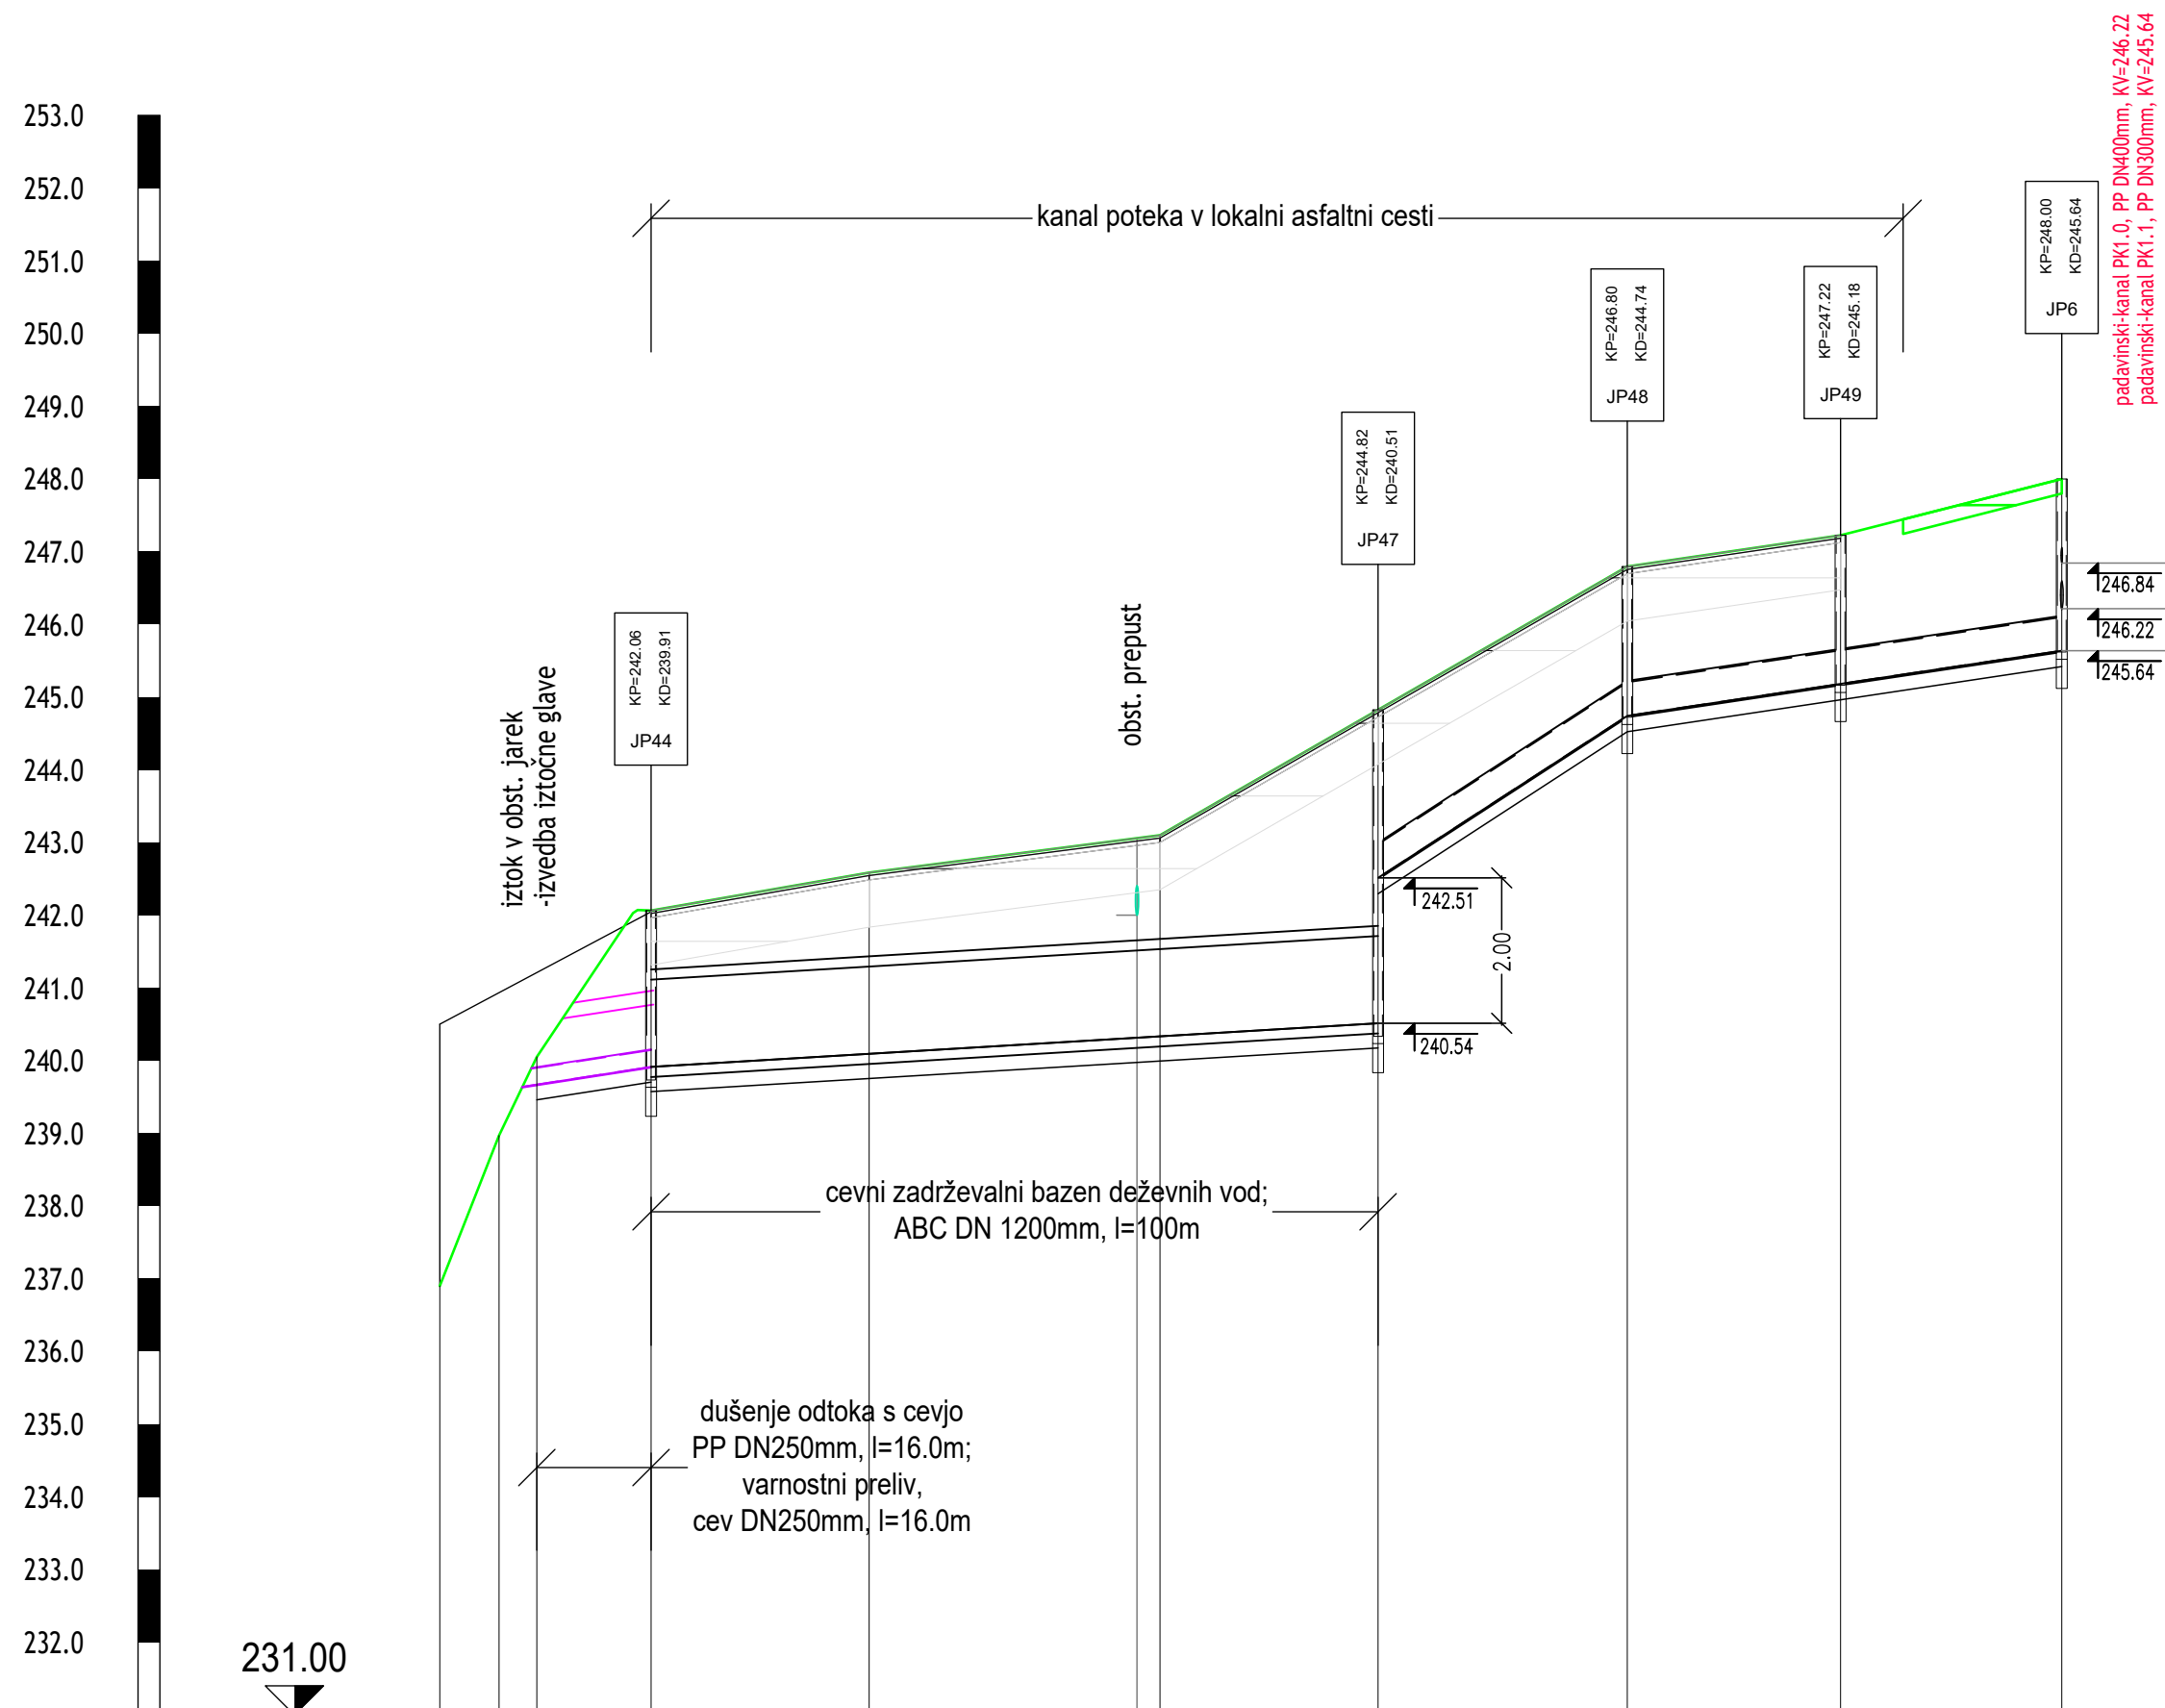 padavinski-kanal PK1.0, PP DN400mm, KV=246.22
padavinski-kanal PK1.1, PP DN300mm, KV=245.64
253.0
252.0
251.0
250.0
249.0
248.0
247.0
246.0
245.0
244.0
243.0
242.0
241.0
240.0
239.0
238.0
237.0
236.0
235.0
234.0
233.0
232.0
231.00
kanal poteka v lokalni asfaltni cesti
iztok v obst. jarek
-izvedba iztočne glave
KP=242.06
KD=239.91
JP44
obst. prepust
KP=244.82
KD=240.51
JP47
KP=246.80
KD=244.74
JP48
KP=247.22
KD=245.18
JP49
KP=248.00
KD=245.64
JP6
246.84
246.22
245.64
242.51
2.00
240.54
cevni zadrževalni bazen deževnih vod;
ABC DN 1200mm, l=100m
dušenje odtoka s cevjo
PP DN250mm, l=16.0m;
varnostni preliv,
cev DN250mm, l=16.0m